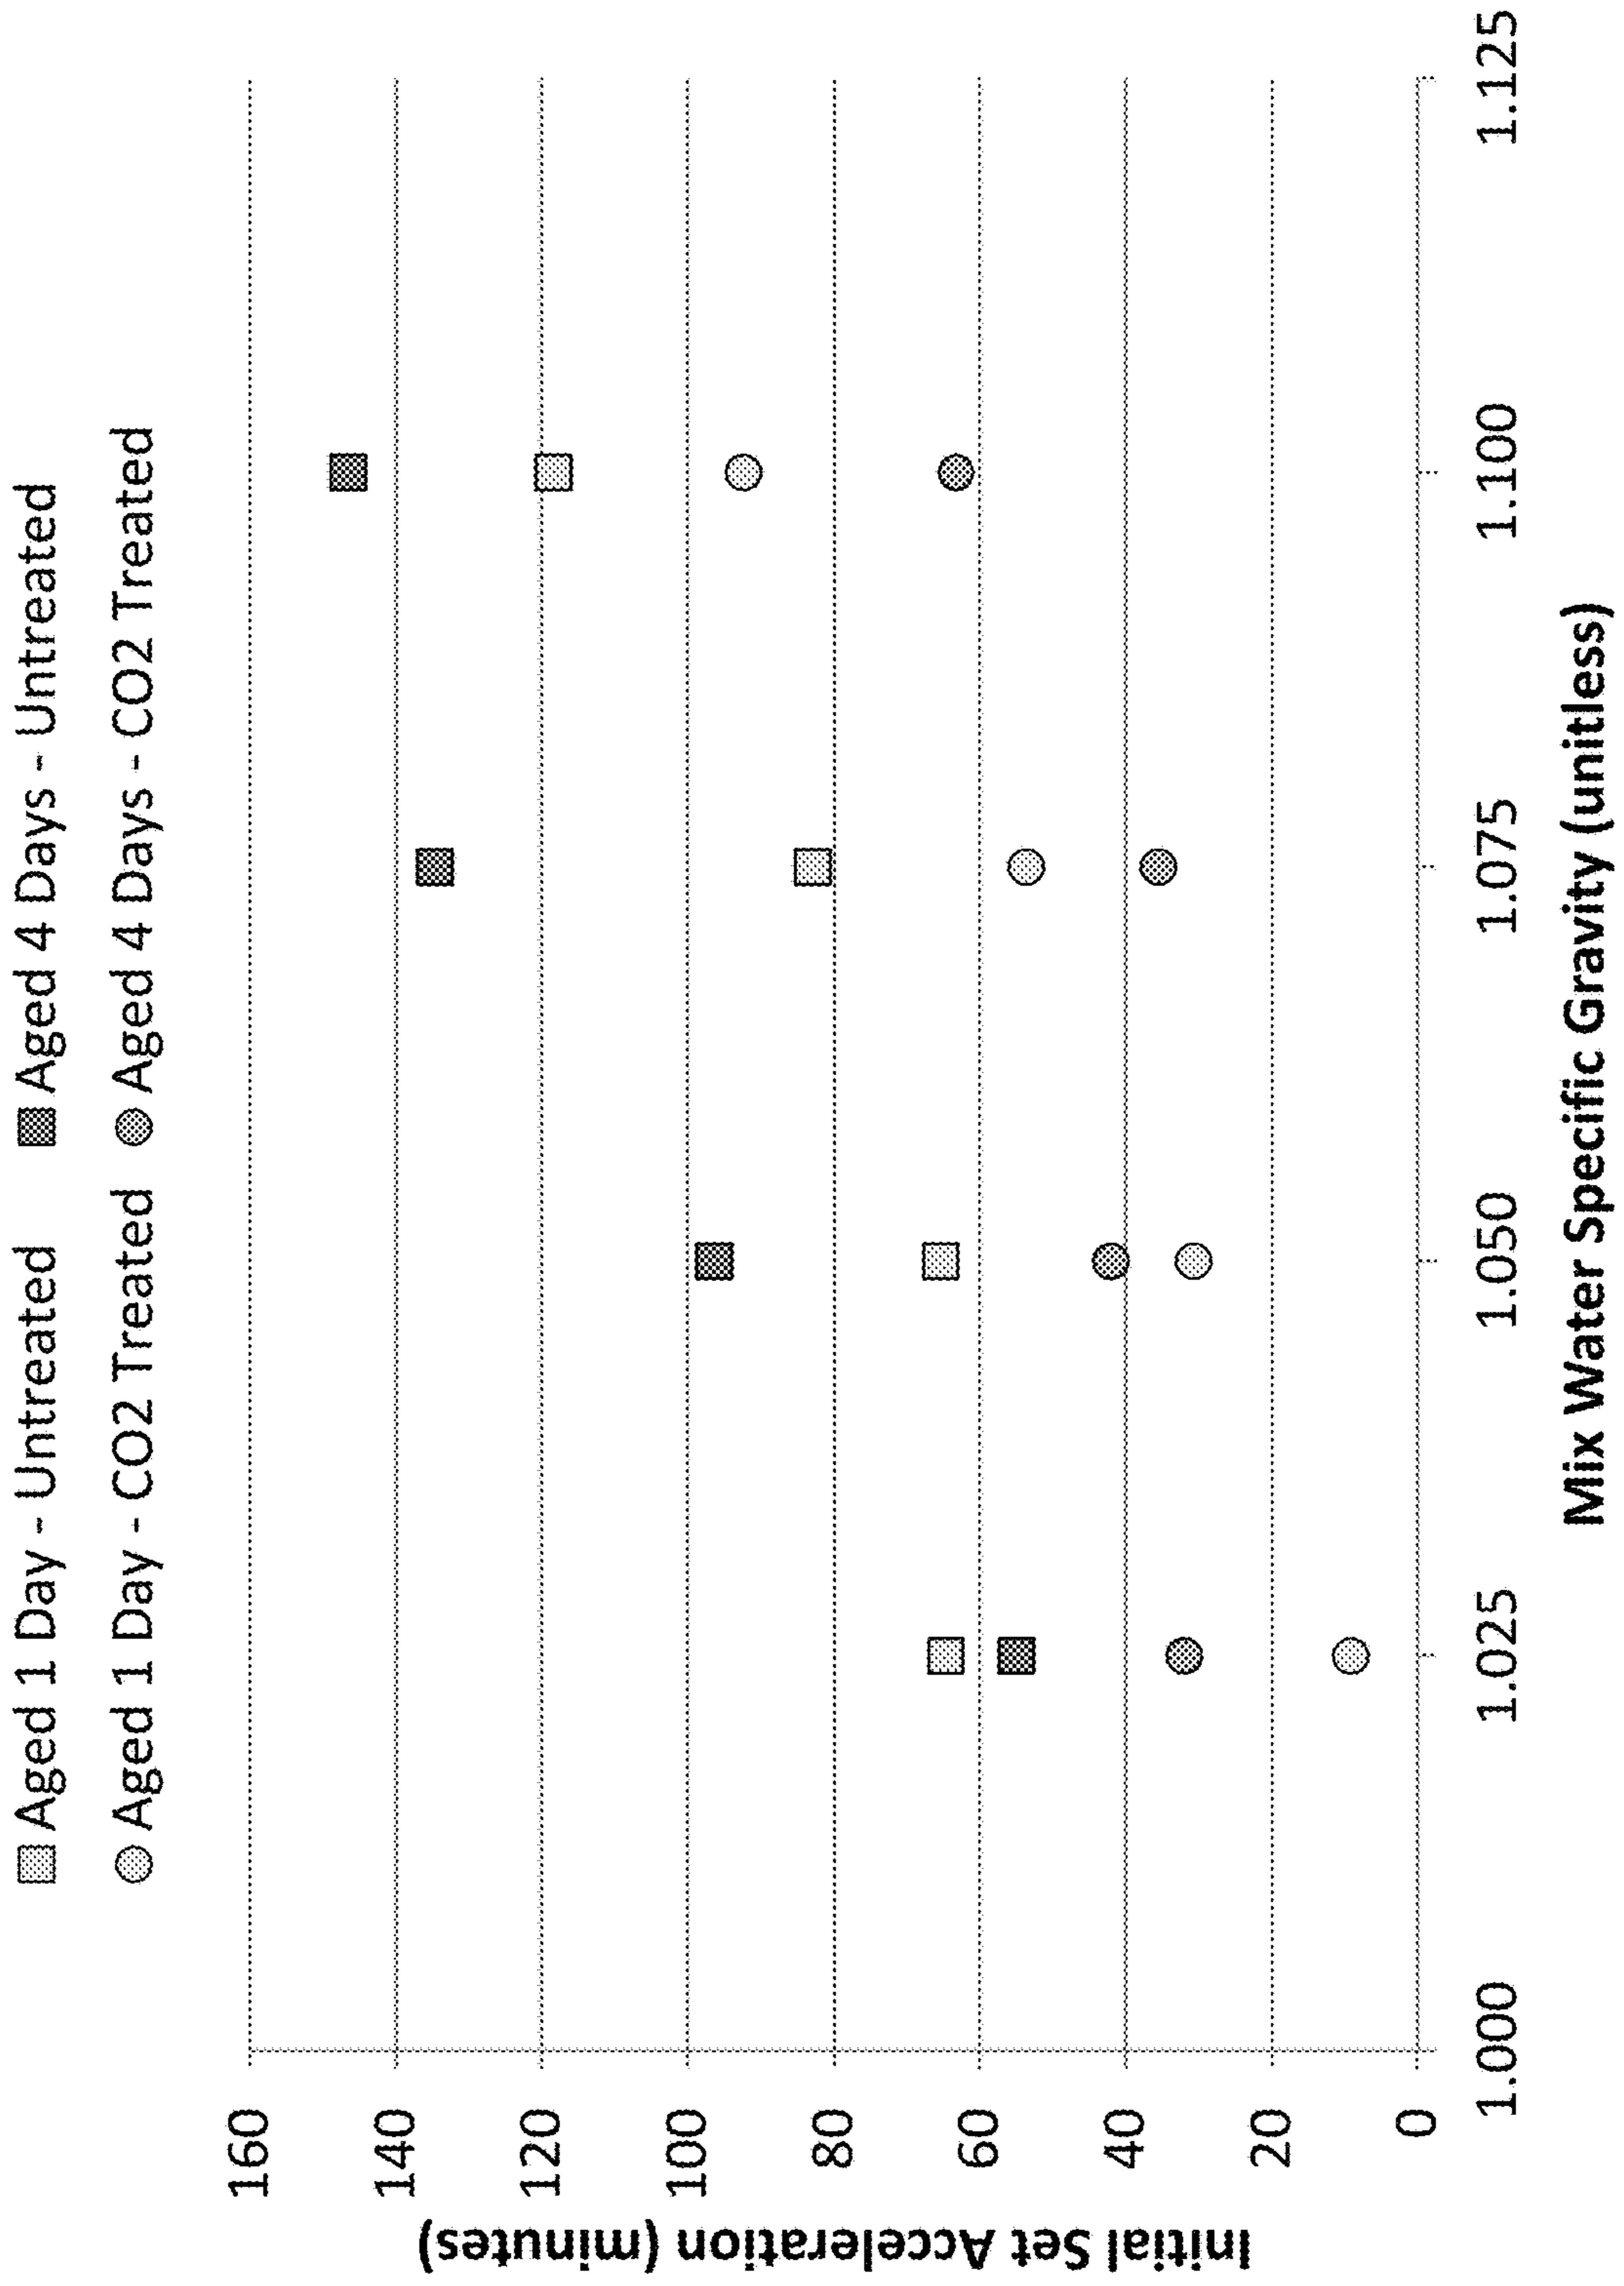 Aged 1 Day - Untreated
Aged 4 Days - Untreated
Aged 1 Day - CO2 Treated
Aged 4 Days - CO2 Treated
160
140
120
100
80
60
40
20
0
Initial Set Acceleration (minutes)
1.000
1.025
1.050
1.075
1.100
1.125
Mix Water Specific Gravity (unitless)